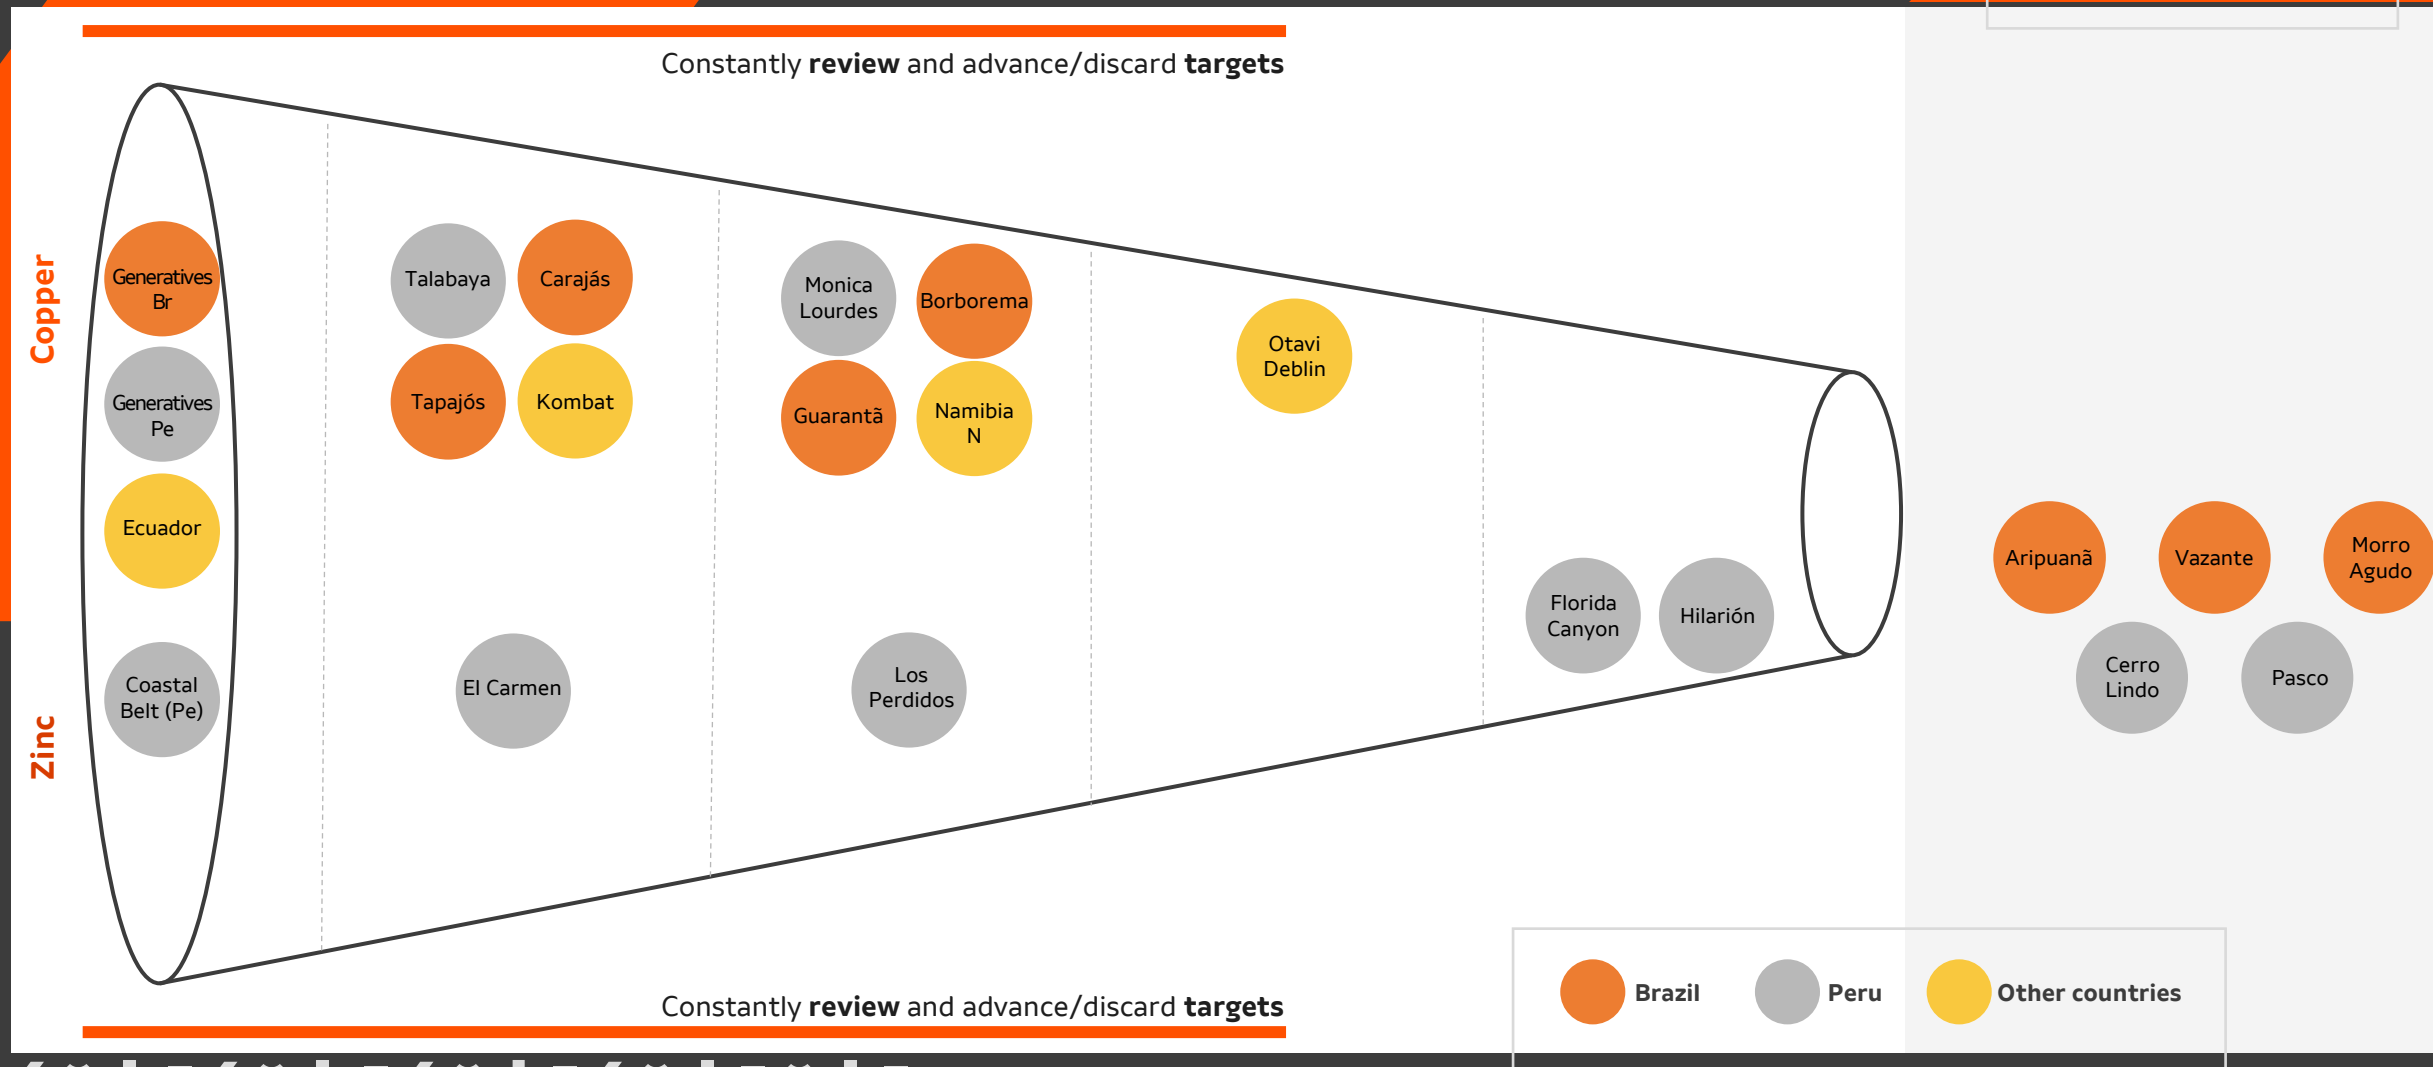 Constantly review and advance/discard targets
Copper
Zinc
Generatives
Br
Generatives
Pe
Ecuador
Coastal
Belt (Pe)
Talabaya
Carajás
Tapajós
Kombat
El Carmen
Monica
Lourdes
Borborema
Guarantã
Namibia
N
Los
Perdidos
Otavi
Deblin
Florida
Canyon
Hilarión
Aripuanã
Vazante
Morro
Agudo
Cerro
Lindo
Pasco
Constantly review and advance/discard targets
Brazil
Peru
Other countries